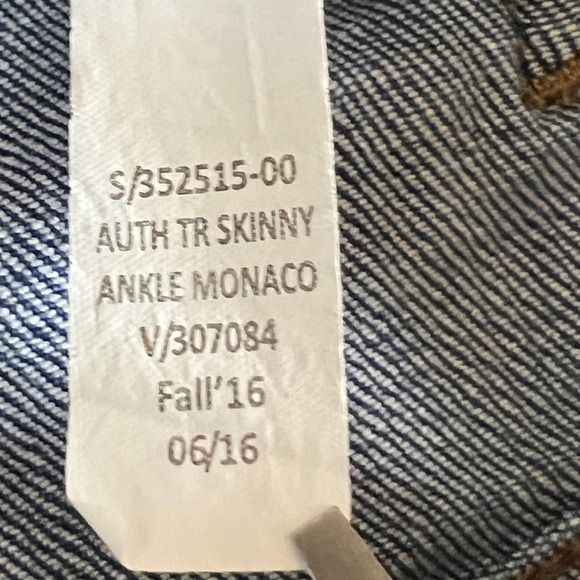 S/352515-00
AUTH TR SKINNY
ANKLE MONACO
V/307084
Fall'16
06/16